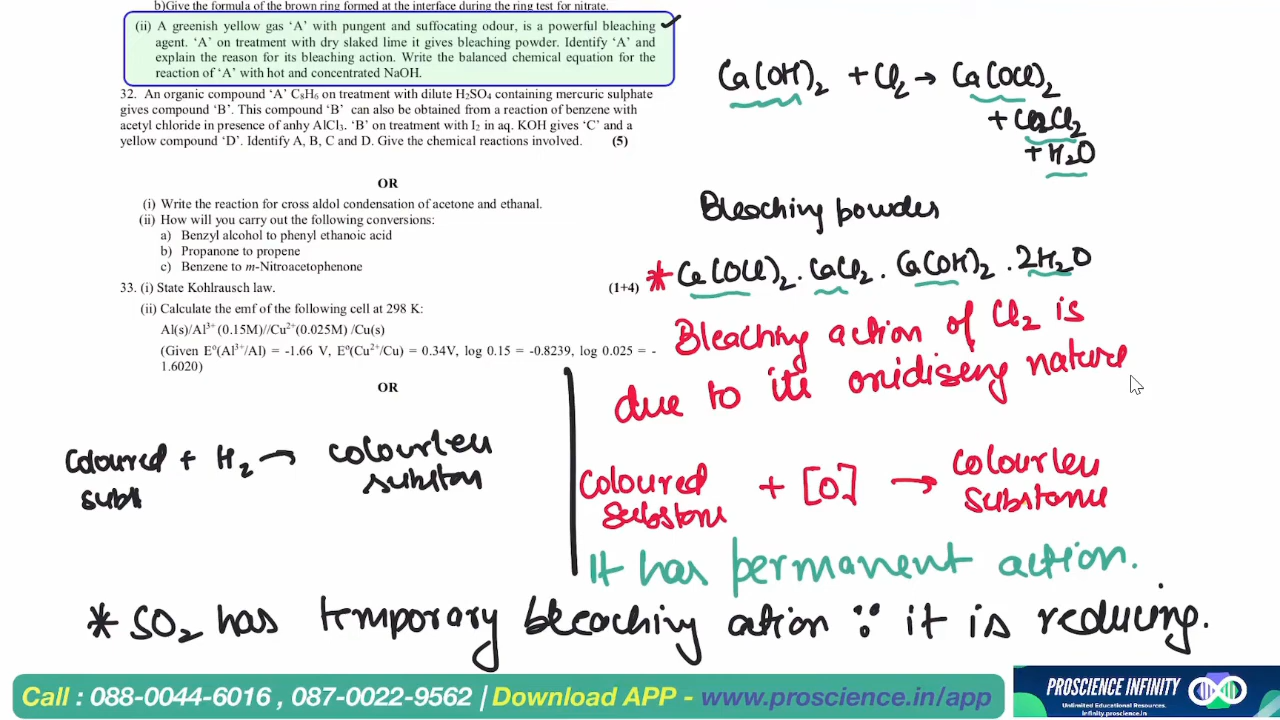 b)Give the formula of the brown ring formed at the interface during the ring test for nitrate.
(ii) A greenish yellow gas ‘A’ with pungent and suffocating odour, is a powerful bleaching
agent. ‘A’ on treatment with dry slaked lime it gives bleaching powder. Identify ‘A’ and
explain the reason for its bleaching action. Write the balanced chemical equation for the
reaction of ‘A’ with hot and concentrated NaOH.
32. An organic compound ‘A’ C₈H₆ on treatment with dilute H₂SO₄ containing mercuric sulphate
gives compound ‘B’. This compound ‘B’ can also be obtained from a reaction of benzene with
acetyl chloride in presence of anhy AlCl₃. ‘B’ on treatment with I₂ in aq. KOH gives ‘C’ and a
yellow compound ‘D’. Identify A, B, C and D. Give the chemical reactions involved. (5)
OR
(i) Write the reaction for cross aldol condensation of acetone and ethanal.
(ii) How will you carry out the following conversions:
a) Benzyl alcohol to phenyl ethanoic acid
b) Propanone to propene
c) Benzene to m-Nitroacetophenone
33. (i) State Kohlrausch law. (1+4)
(ii) Calculate the emf of the following cell at 298 K:
Al(s)/Al³⁺ (0.15M)//Cu²⁺(0.025M) /Cu(s)
(Given E⁰(Al³⁺/Al) = -1.66 V, E⁰(Cu²⁺/Cu) = 0.34V, log 0.15 = -0.8239, log 0.025 = -
1.6020)
OR
Ca(OH)₂ + Cl₂ → Ca(OCl)₂
+ CaCl₂
+ H₂O
Bleaching powder
* Ca(OCl)₂ . CaCl₂ . Ca(OH)₂ . 2H₂O
Bleaching action of Cl₂ is
due to its oxidising nature
Coloured + H₂ → colourless
subst substan
Coloured + [O] → Colourless
Substane Substance
It has permanent action.
* SO₂ has temporary bleaching action ∵ it is reducing.
Call : 088-0044-6016 , 087-0022-9562 | Download APP - www.proscience.in/app
PROSCIENCE INFINITY
Unlimited Educational Resources.
infinity.proscience.in